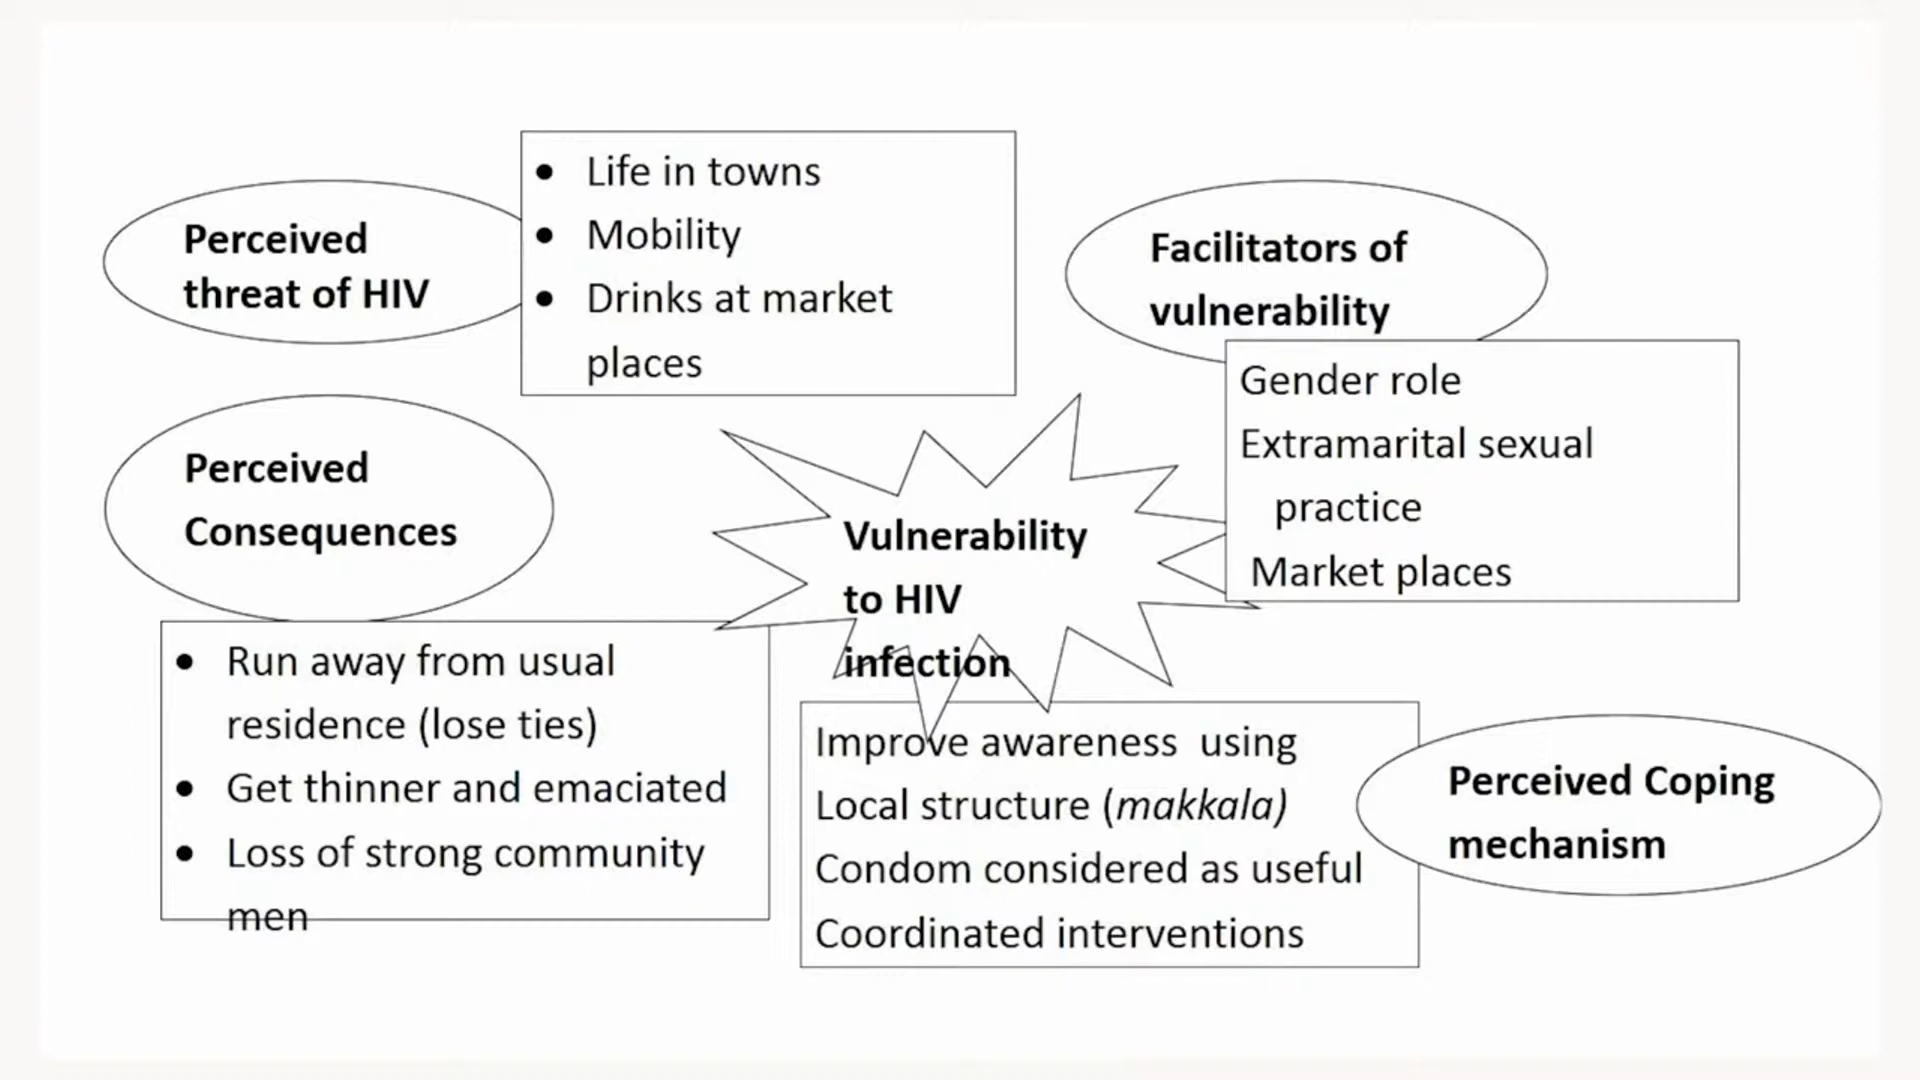 Perceived
threat of HIV
• Life in towns
• Mobility
• Drinks at market
places
Facilitators of
vulnerability
Gender role
Extramarital sexual
practice
Market places
Perceived
Consequences
• Run away from usual
residence (lose ties)
• Get thinner and emaciated
• Loss of strong community
men
Vulnerability
to HIV
infection
Improve awareness using
Local structure (makkala)
Condom considered as useful
Coordinated interventions
Perceived Coping
mechanism